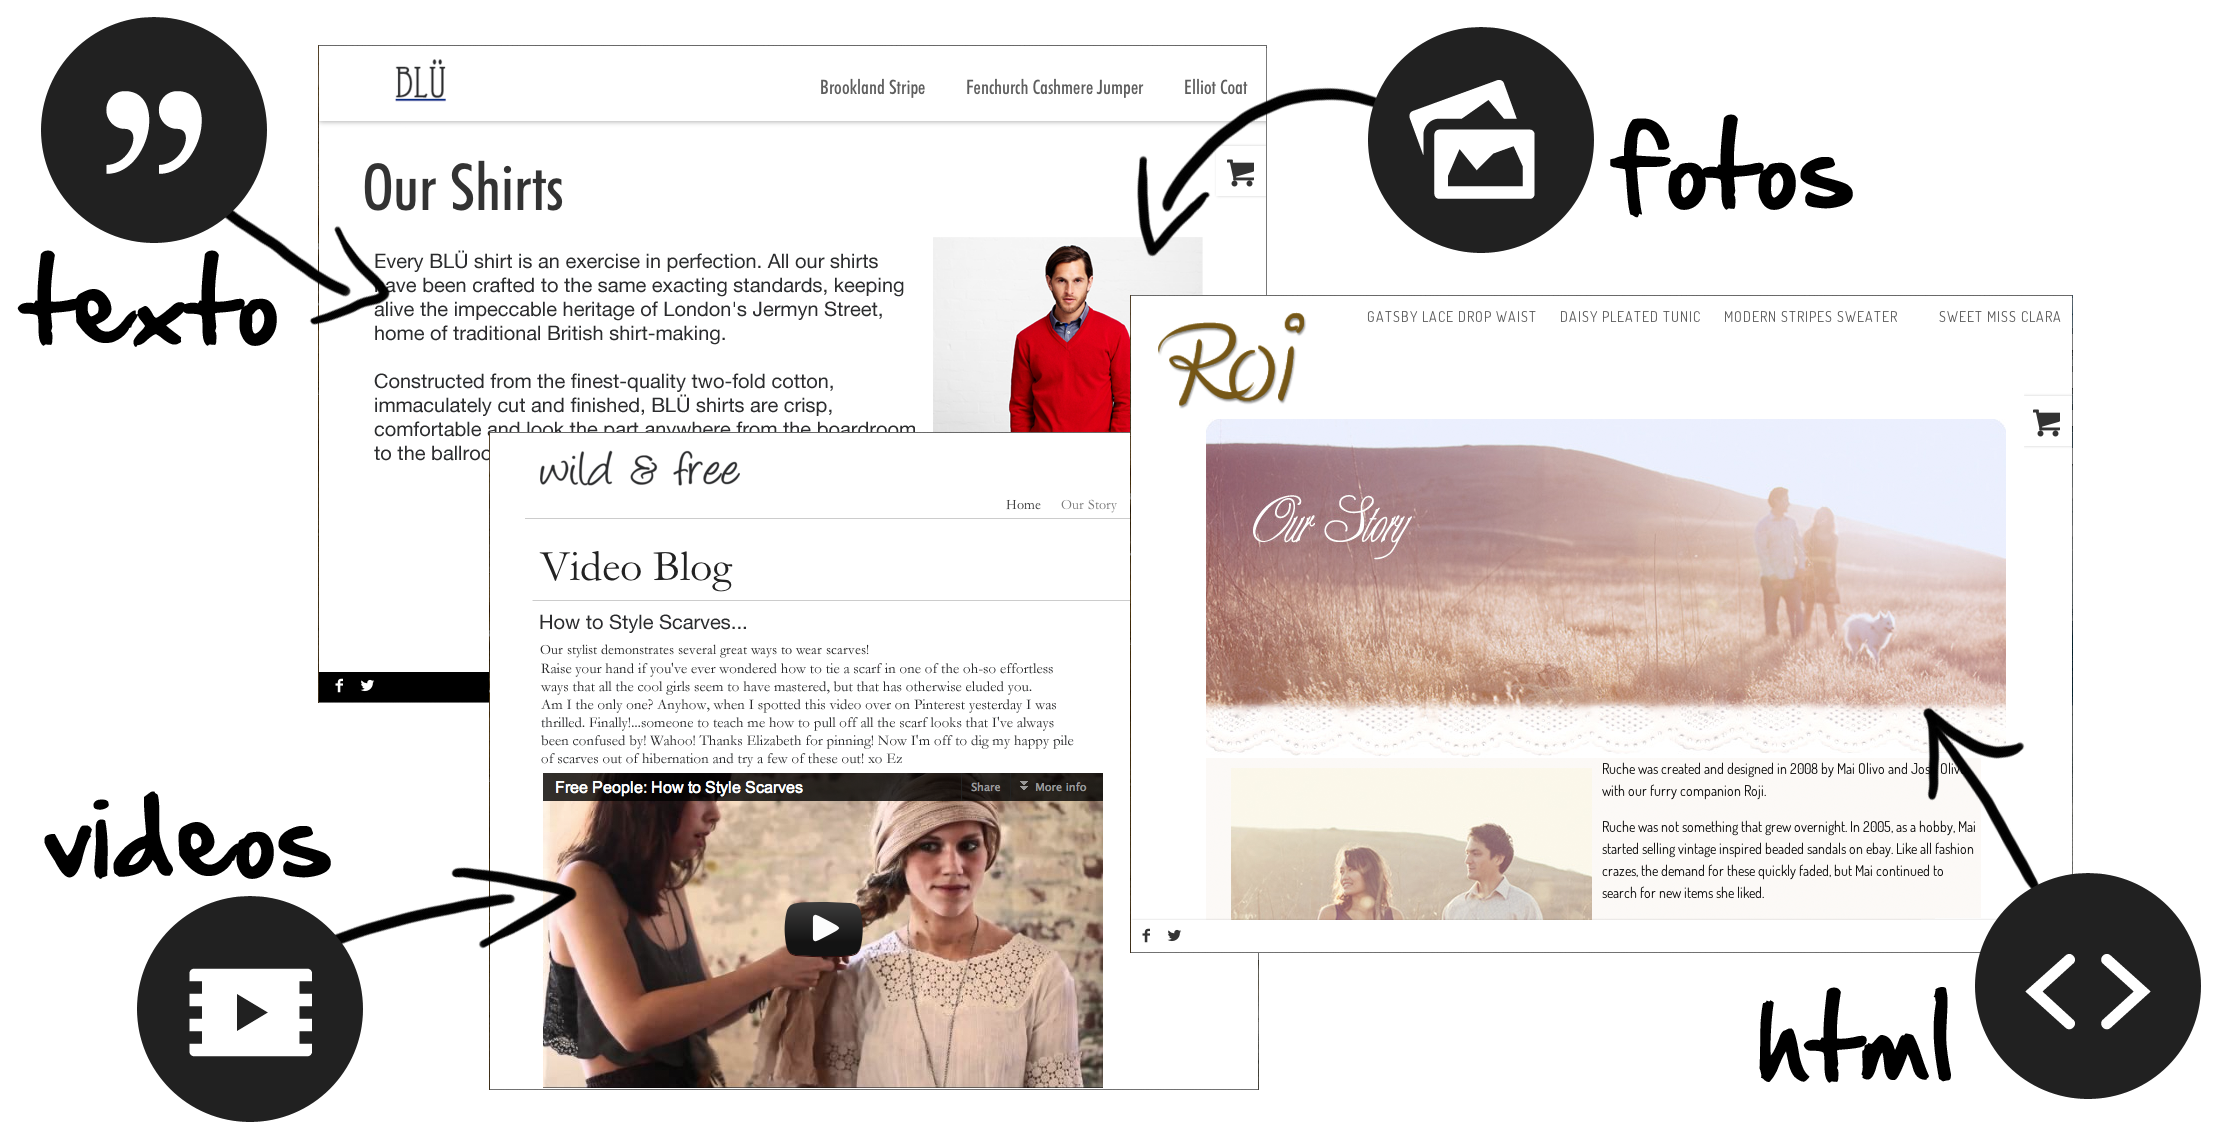 texto
fotos
videos
html
BLÜ
Brookland Stripe
Fenchurch Cashmere Jumper
Elliot Coat
Our Shirts
Every BLÜ shirt is an exercise in perfection. All our shirts
have been crafted to the same exacting standards, keeping
alive the impeccable heritage of London's Jermyn Street,
home of traditional British shirt-making.
Constructed from the finest-quality two-fold cotton,
immaculately cut and finished, BLÜ shirts are crisp,
comfortable and look the part anywhere from the boardroom
to the
wild & free
Home
Our Story
Video Blog
How to Style Scarves...
Our stylist demonstrates several great ways to wear scarves!
Raise your hand if you've ever wondered how to tie a scarf in one of the oh-so effortless
ways that all the cool girls seem to have mastered, but that has otherwise eluded you.
Am I the only one? Anyhow, when I spotted this video over on Pinterest yesterday I was
thrilled. Finally!...someone to teach me how to pull off all the scarf looks that I've always
been confused by! Wahoo! Thanks Elizabeth for pinning! Now I'm off to dig my happy pile
of scarves out of hibernation and try a few of these out! xo Ez
Free People: How to Style Scarves
Share
More info
Roi
GATSBY LACE DROP WAIST
DAISY PLEATED TUNIC
MODERN STRIPES SWEATER
SWEET MISS CLARA
Our Story
Ruche was created and designed in 2008 by Mai Olivo and
with our furry companion Roji.
Ruche was not something that grew overnight. In 2005, as a hobby, Mai
started selling vintage inspired beaded sandals on ebay. Like all fashion
crazes, the demand for these quickly faded, but Mai continued to
search for new items she liked.